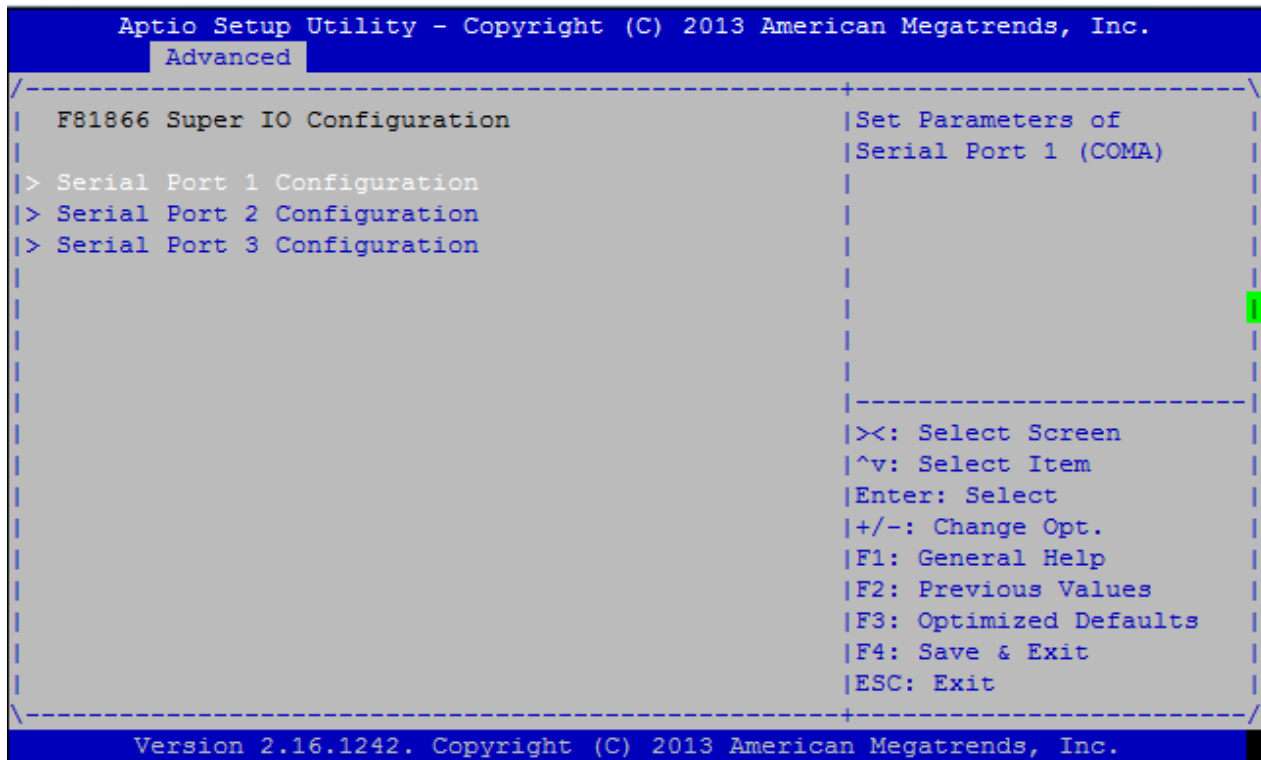 Aptio Setup Utility - Copyright (C) 2013 American Megatrends, Inc.
Advanced
F81866 Super IO Configuration
> Serial Port 1 Configuration
> Serial Port 2 Configuration
> Serial Port 3 Configuration
Set Parameters of
Serial Port 1 (COMA)
><: Select Screen
^v: Select Item
Enter: Select
+/-: Change Opt.
F1: General Help
F2: Previous Values
F3: Optimized Defaults
F4: Save & Exit
ESC: Exit
Version 2.16.1242. Copyright (C) 2013 American Megatrends, Inc.